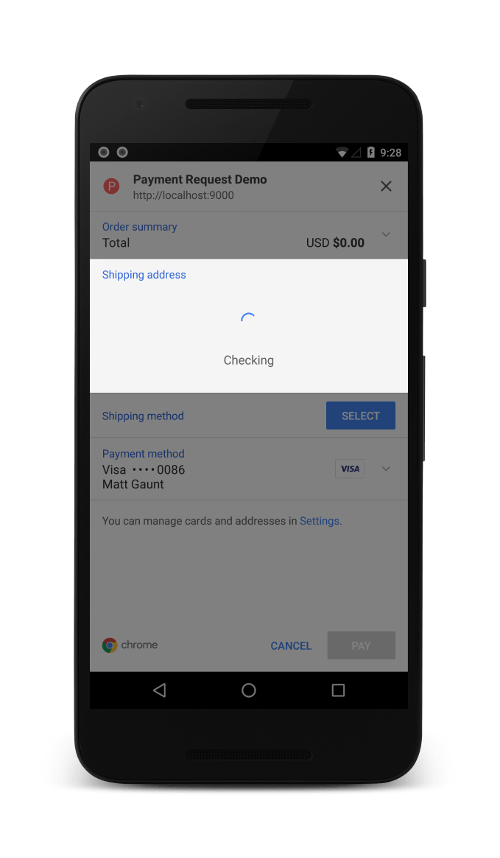 9:28
P
Payment Request Demo
http://localhost:9000
Order summary
Total USD $0.00
Shipping address
Checking
Shipping method SELECT
Payment method
Visa ••••0086 VISA
Matt Gaunt
You can manage cards and addresses in Settings.
chrome CANCEL PAY